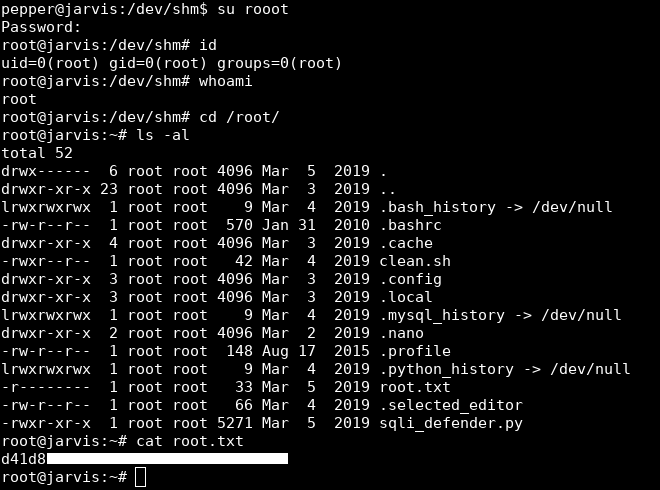 pepper@jarvis:/dev/shm$ su rooot
Password:
root@jarvis:/dev/shm# id
uid=0(root) gid=0(root) groups=0(root)
root@jarvis:/dev/shm# whoami
root
root@jarvis:/dev/shm# cd /root/
root@jarvis:~# ls -al
total 52
drwx------  6 root root 4096 Mar  5  2019 .
drwxr-xr-x 23 root root 4096 Mar  3  2019 ..
lrwxrwxrwx  1 root root    9 Mar  4  2019 .bash_history -> /dev/null
-rw-r--r--  1 root root  570 Jan 31  2010 .bashrc
drwxr-xr-x  4 root root 4096 Mar  3  2019 .cache
-rwxr--r--  1 root root   42 Mar  4  2019 clean.sh
drwxr-xr-x  3 root root 4096 Mar  3  2019 .config
drwxr-xr-x  3 root root 4096 Mar  3  2019 .local
lrwxrwxrwx  1 root root    9 Mar  4  2019 .mysql_history -> /dev/null
drwxr-xr-x  2 root root 4096 Mar  2  2019 .nano
-rw-r--r--  1 root root  148 Aug 17  2015 .profile
lrwxrwxrwx  1 root root    9 Mar  4  2019 .python_history -> /dev/null
-r--------  1 root root   33 Mar  5  2019 root.txt
-rw-r--r--  1 root root   66 Mar  4  2019 .selected_editor
-rwxr-xr-x  1 root root 5271 Mar  5  2019 sqli_defender.py
root@jarvis:~# cat root.txt
d41d8
root@jarvis:~#